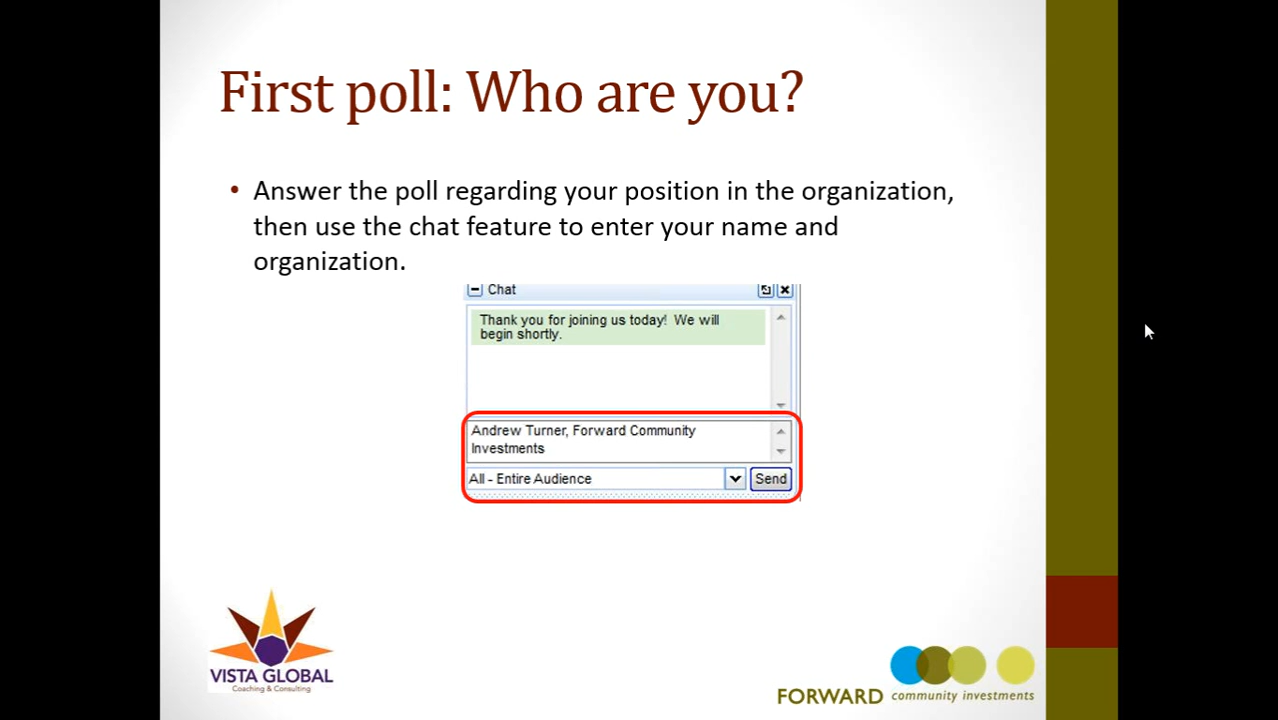 First poll: Who are you?
• Answer the poll regarding your position in the organization,
then use the chat feature to enter your name and
organization.
Chat
Thank you for joining us today! We will
begin shortly.
Andrew Turner, Forward Community
Investments
All - Entire Audience
Send
VISTA GLOBAL
Coaching & Consulting
FORWARD community investments